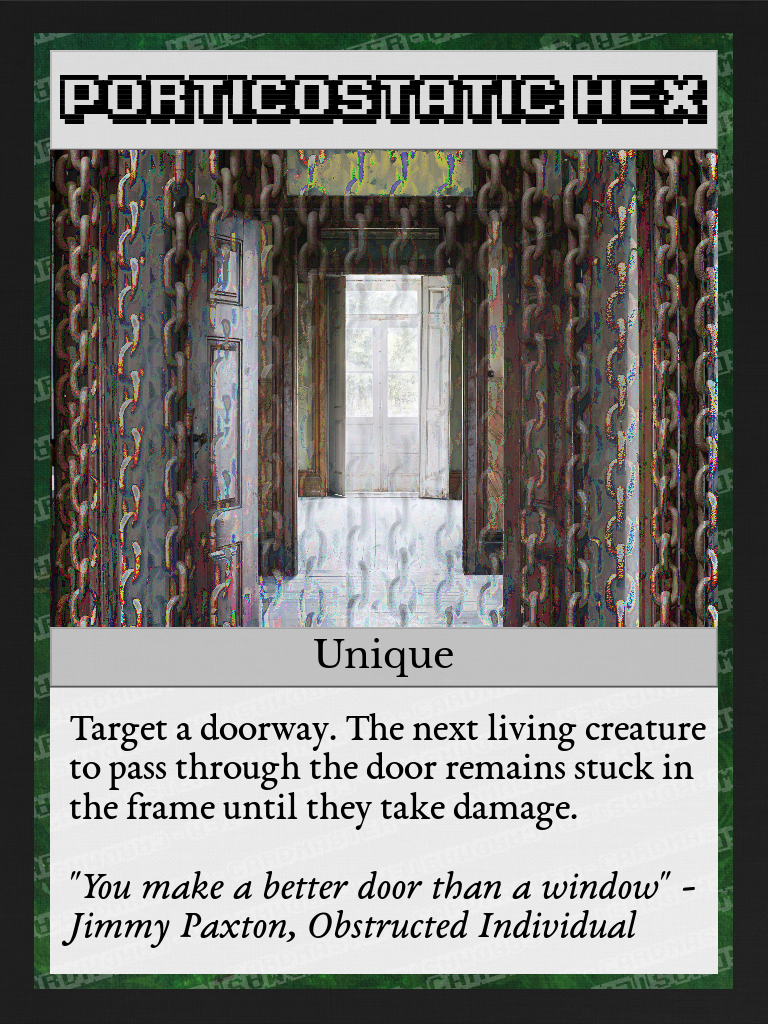 PORTICOSTATIC HEX
Unique
Target a doorway. The next living creature
to pass through the door remains stuck in
the frame until they take damage.
"You make a better door than a window" -
Jimmy Paxton, Obstructed Individual